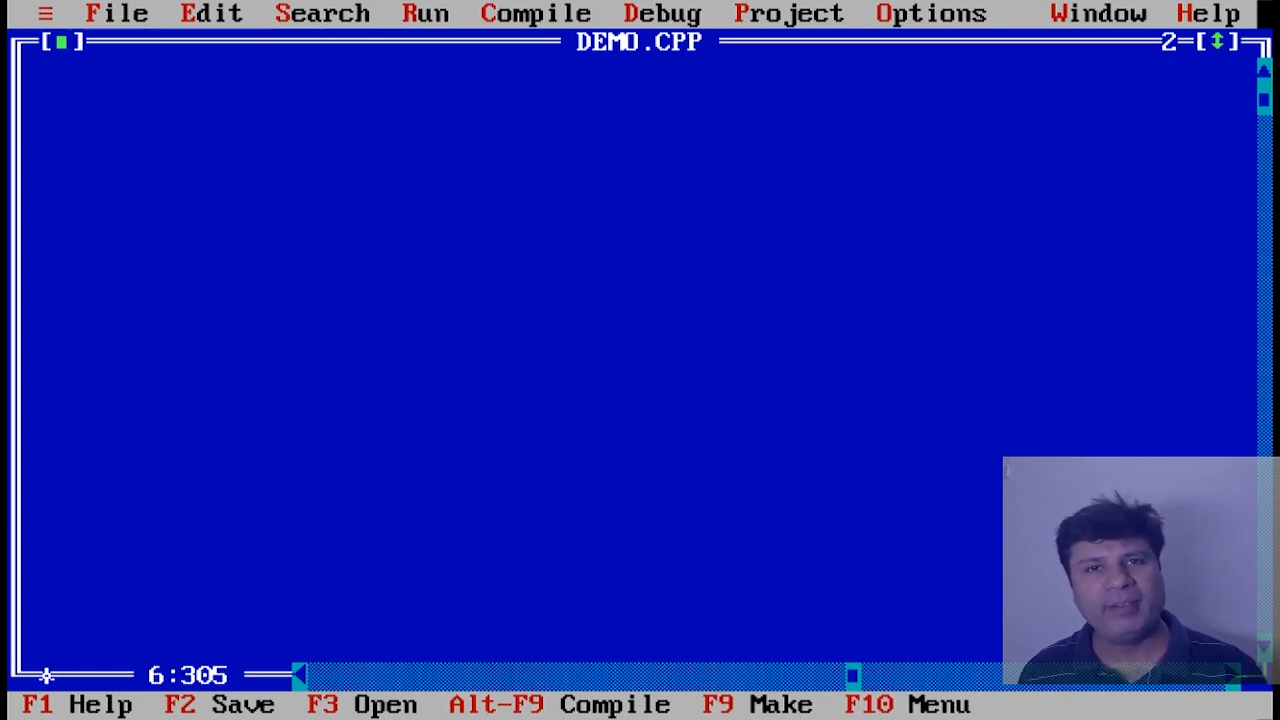 ≡ File Edit Search Run Compile Debug Project Options Window Help
[■] DEMO.CPP 2=[↕]
* 6:305
F1 Help F2 Save F3 Open Alt-F9 Compile F9 Make F10 Menu